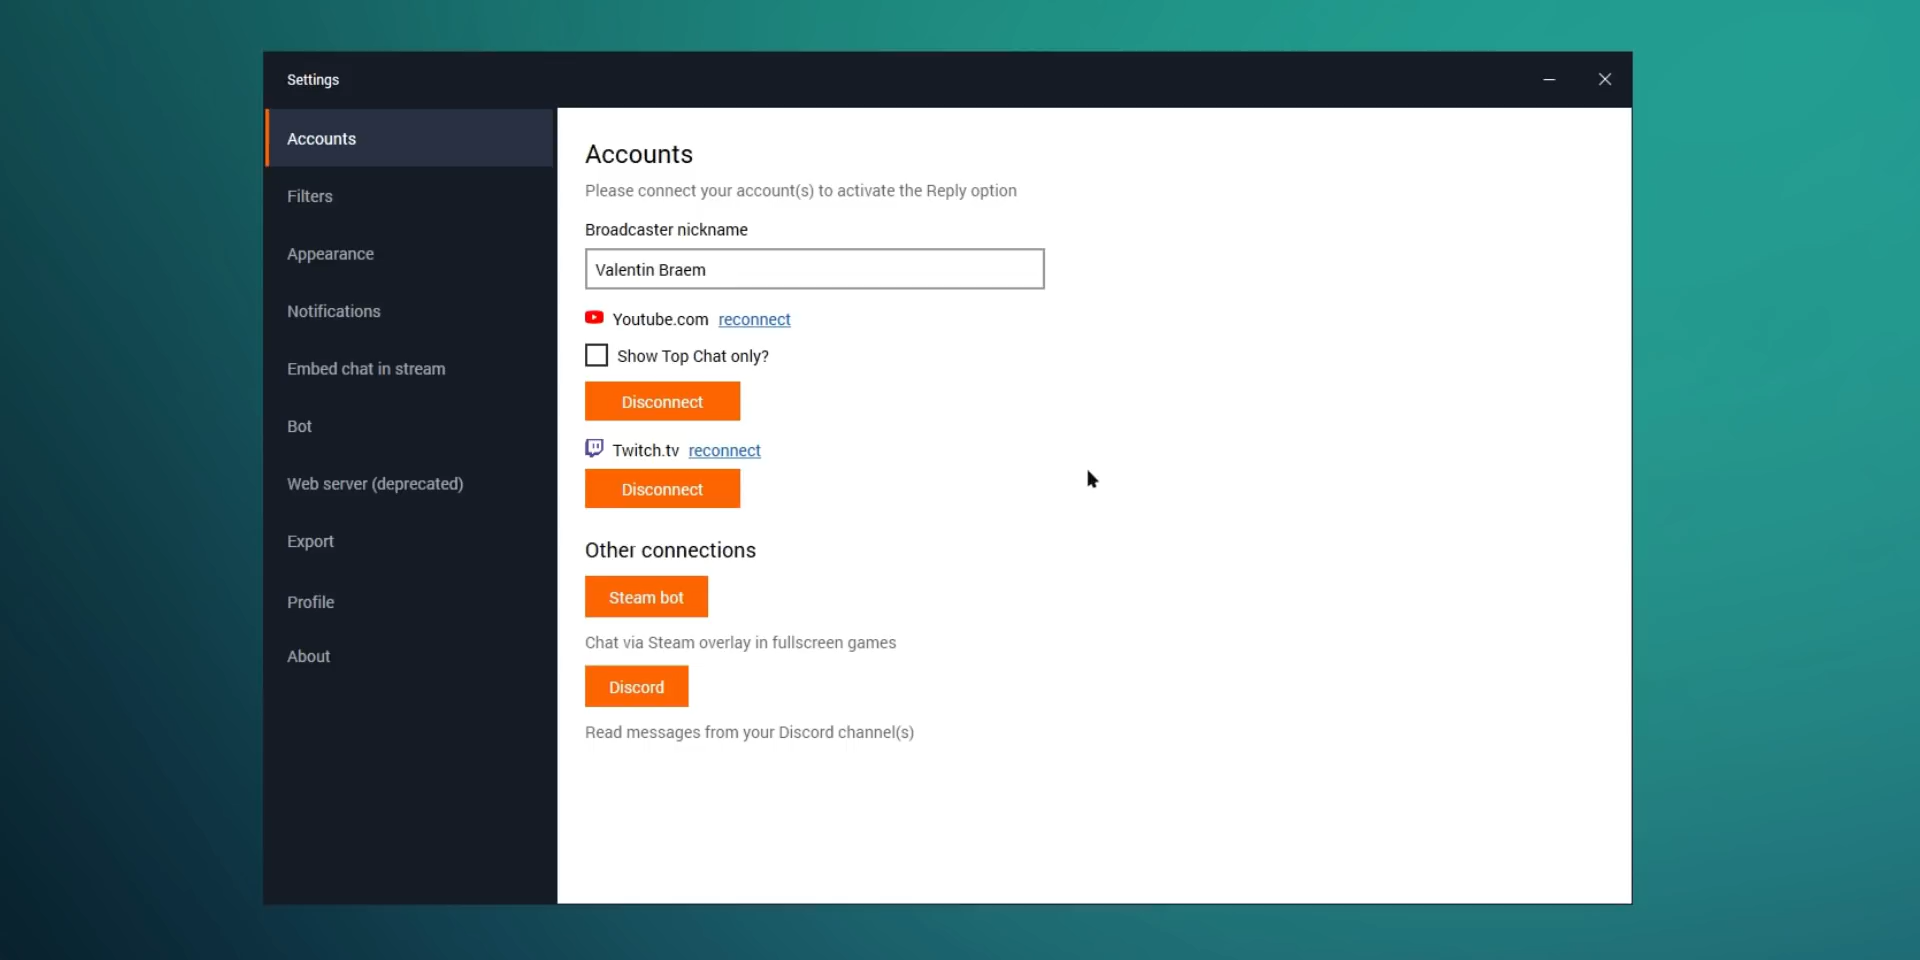 Settings
Accounts
Filters
Appearance
Notifications
Embed chat in stream
Bot
Web server (deprecated)
Export
Profile
About
Accounts
Please connect your account(s) to activate the Reply option
Broadcaster nickname
Valentin Braem
Youtube.com reconnect
Show Top Chat only?
Disconnect
Twitch.tv reconnect
Disconnect
Other connections
Steam bot
Chat via Steam overlay in fullscreen games
Discord
Read messages from your Discord channel(s)